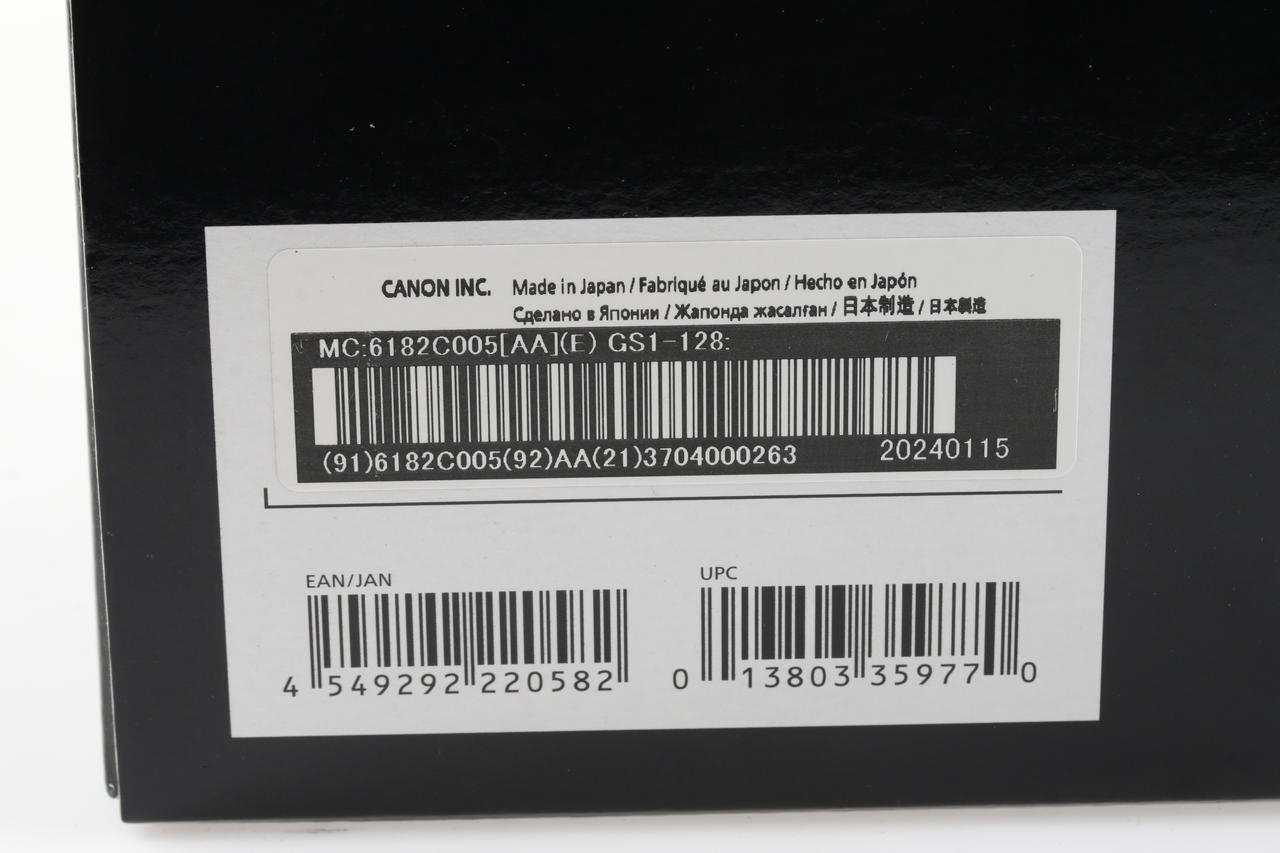 CANON INC. Made in Japan / Fabriqué au Japon / Hecho en Japón
Сделано в Японии / Жапонда жасалған / 日本制造 / 日本製造
MC:6182C005[AA](E) GS1-128:
(91)6182C005(92)AA(21)3704000263 20240115
EAN/JAN
4 549292 220582
UPC
0 13803 35977 0